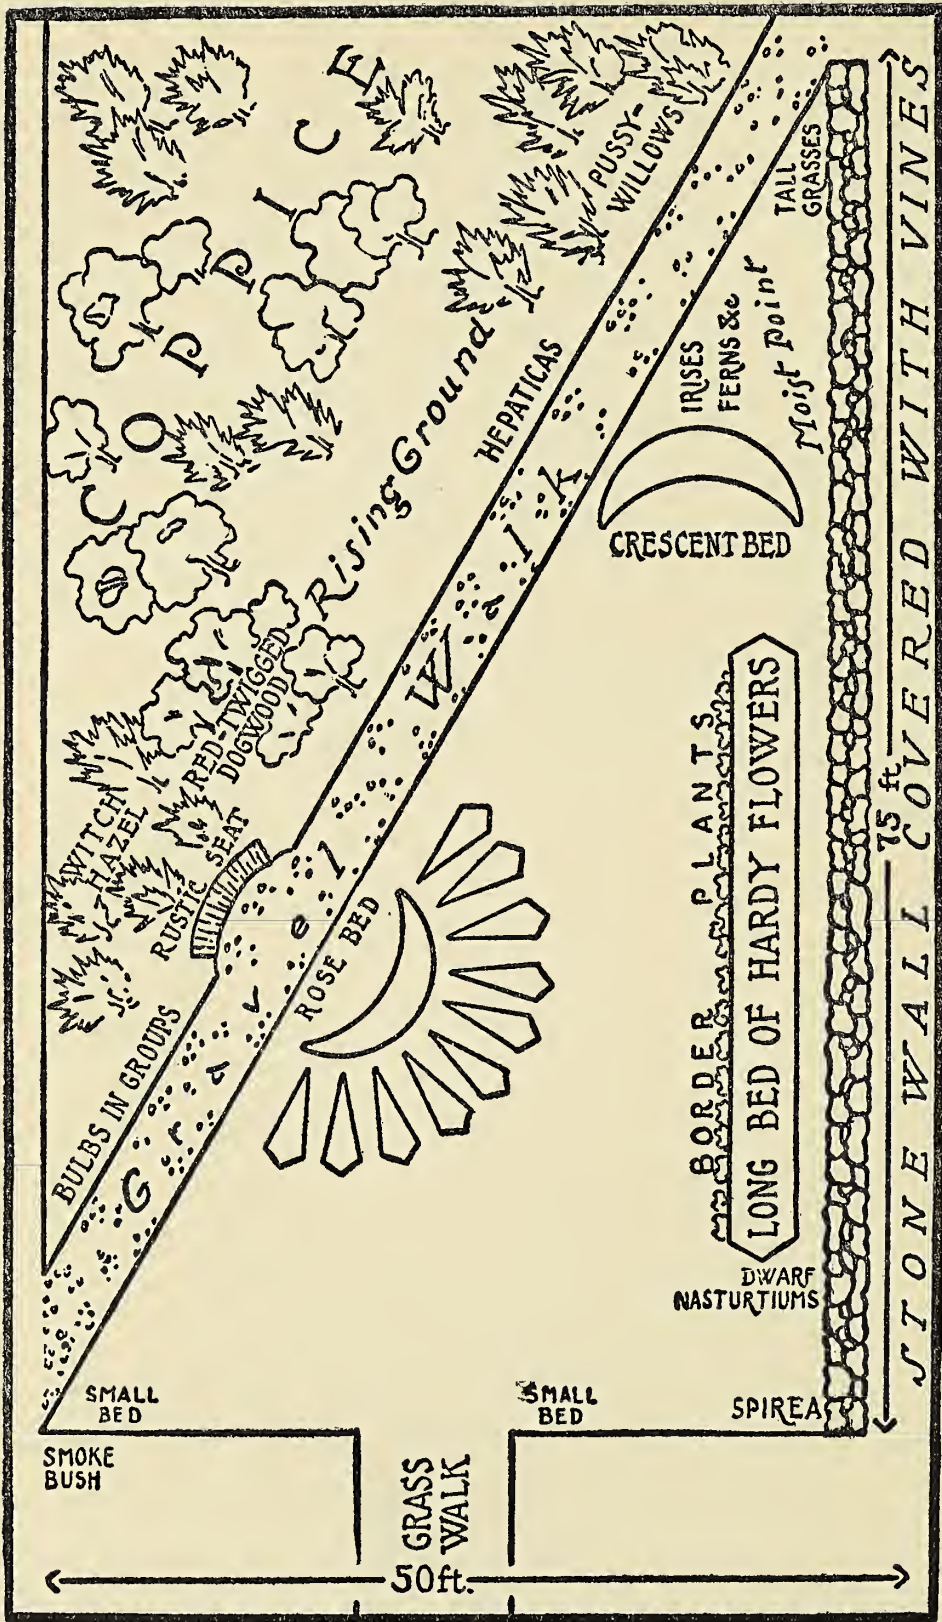 COPPICE
PUSSY-
WILLOWS
TALL
GRASSES
Rising Ground
HEPATICAS
IRISES
FERNS &c
Moist Point
CRESCENT BED
RED-TWIGGED
DOGWOOD
WITCH
HAZEL
RUSTIC
SEAT
Gravel Walk
ROSE BED
BULBS IN GROUPS
BORDER PLANTS
LONG BED OF HARDY FLOWERS
DWARF
NASTURTIUMS
STONE WALL COVERED WITH VINES
75 ft.
SMALL
BED
SMALL
BED
SPIREA
SMOKE
BUSH
GRASS
WALK
50 ft.